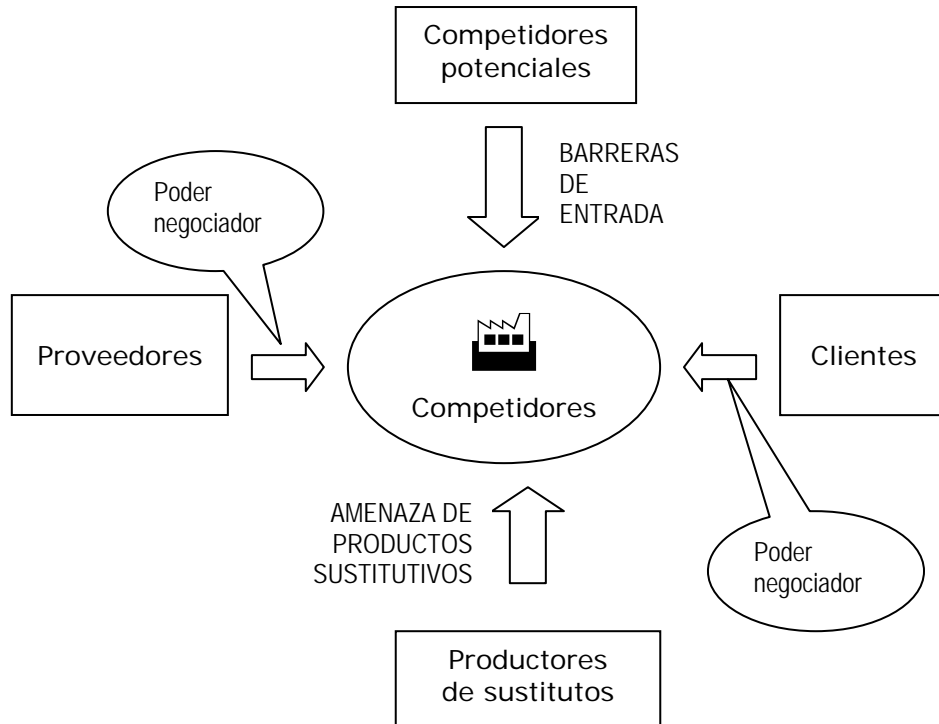 Competidores
potenciales
BARRERAS
DE
ENTRADA
Poder
negociador
Proveedores
Competidores
Clientes
AMENAZA DE
PRODUCTOS
SUSTITUTIVOS
Poder
negociador
Productores
de sustitutos